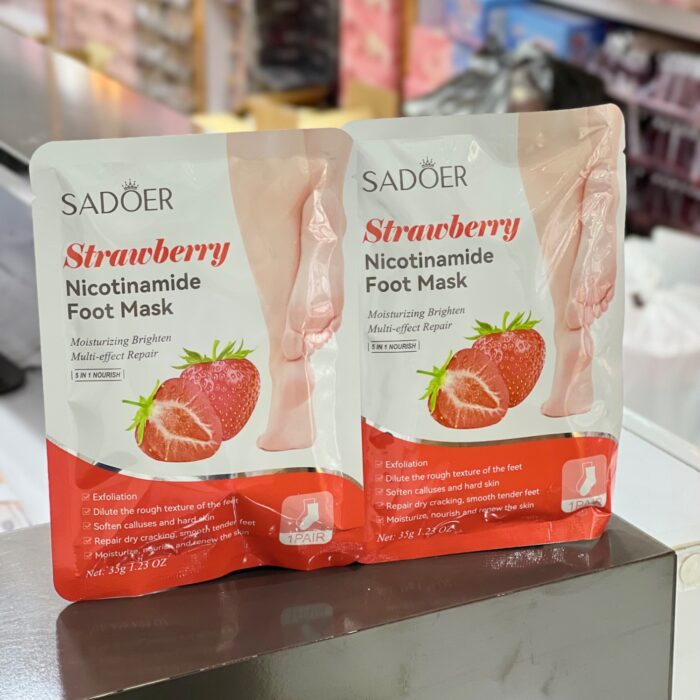 SADOER
Strawberry
Nicotinamide
Foot Mask
Moisturizing Brighten
Multi-effect Repair
5 IN 1 NOURISH
Exfoliation
Dilute the rough texture of the feet
Soften calluses and hard skin
Repair dry cracking, smooth tender feet
Moisturize, nourish and renew the skin
1PAIR
Net: 35g 1.23 OZ
SADOER
Strawberry
Nicotinamide
Foot Mask
Moisturizing Brighten
Multi-effect Repair
5 IN 1 NOURISH
Exfoliation
Dilute the rough texture of the feet
Soften calluses and hard skin
Repair dry cracking, smooth tender feet
Moisturize, nourish and renew the skin
1PAIR
Net: 35g 1.23 OZ